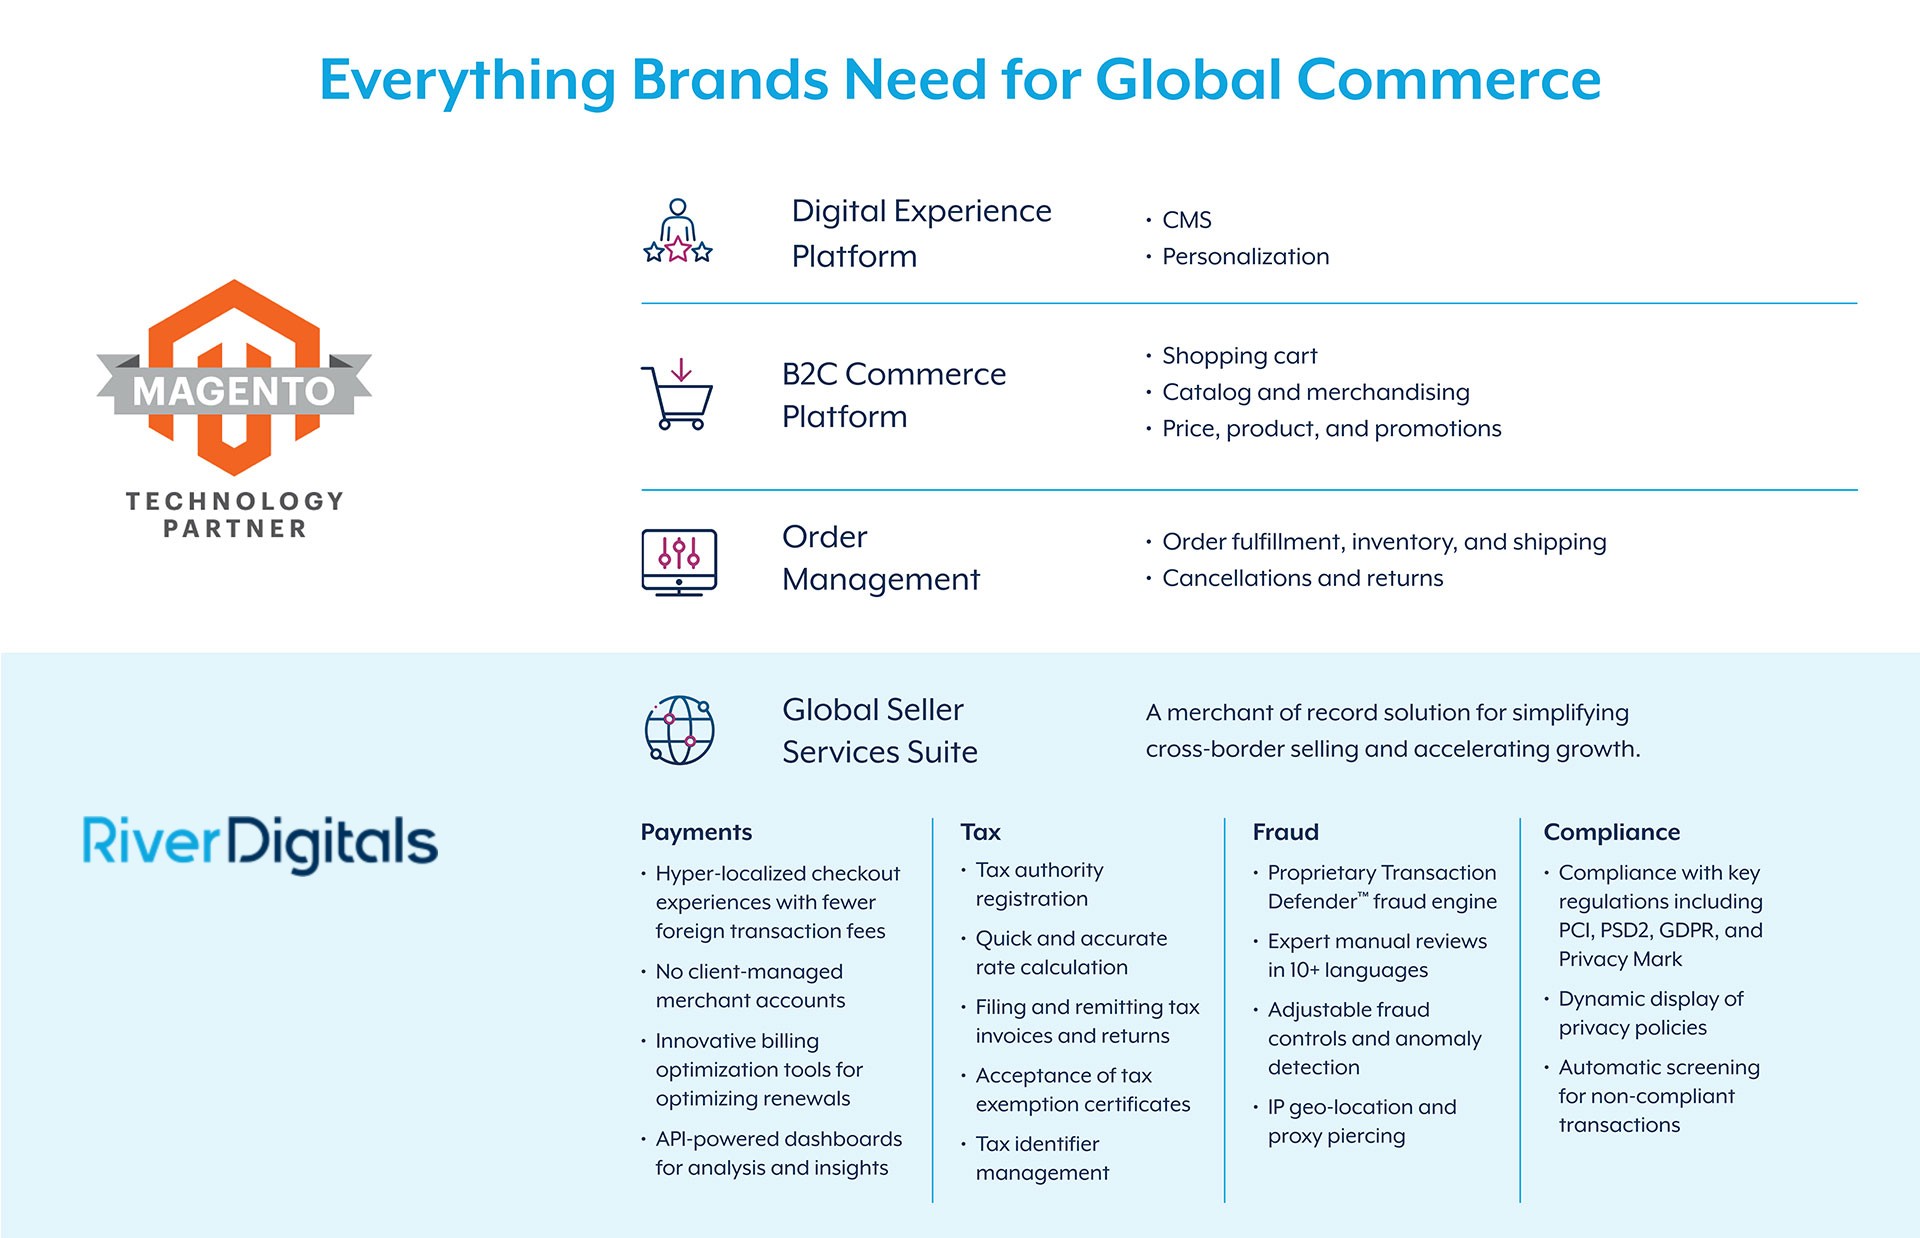 Everything Brands Need for Global Commerce
MAGENTO
TECHNOLOGY
PARTNER
Digital Experience
Platform
• CMS
• Personalization
B2C Commerce
Platform
• Shopping cart
• Catalog and merchandising
• Price, product, and promotions
Order
Management
• Order fulfillment, inventory, and shipping
• Cancellations and returns
RiverDigitals
Global Seller
Services Suite
A merchant of record solution for simplifying
cross-border selling and accelerating growth.
Payments
• Hyper-localized checkout
experiences with fewer
foreign transaction fees
• No client-managed
merchant accounts
• Innovative billing
optimization tools for
optimizing renewals
• API-powered dashboards
for analysis and insights
Tax
• Tax authority
registration
• Quick and accurate
rate calculation
• Filing and remitting tax
invoices and returns
• Acceptance of tax
exemption certificates
• Tax identifier
management
Fraud
• Proprietary Transaction
Defender™ fraud engine
• Expert manual reviews
in 10+ languages
• Adjustable fraud
controls and anomaly
detection
• IP geo-location and
proxy piercing
Compliance
• Compliance with key
regulations including
PCI, PSD2, GDPR, and
Privacy Mark
• Dynamic display of
privacy policies
• Automatic screening
for non-compliant
transactions